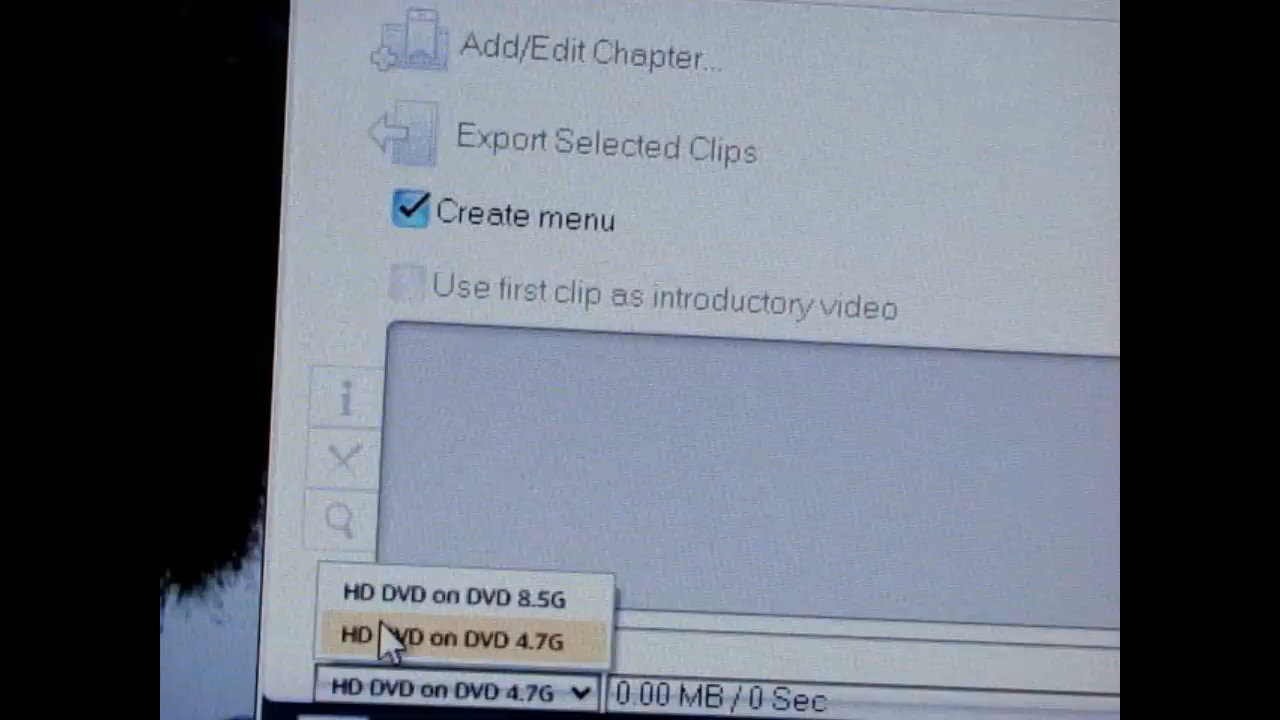 Add/Edit Chapter...
Export Selected Clips
Create menu
Use first clip as introductory video
i
HD DVD on DVD 8.5G
HD DVD on DVD 4.7G
HD DVD on DVD 4.7G
0.00 MB / 0 Sec